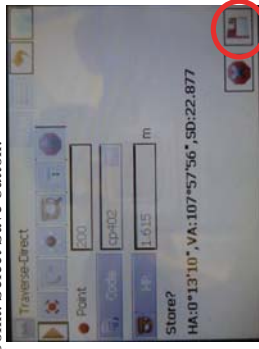 Traverse-Direct
Point
200
Code
cp402
HR
1.615
m
Store?
HA:0°13'10",VA:107°57'56",SD:22.877